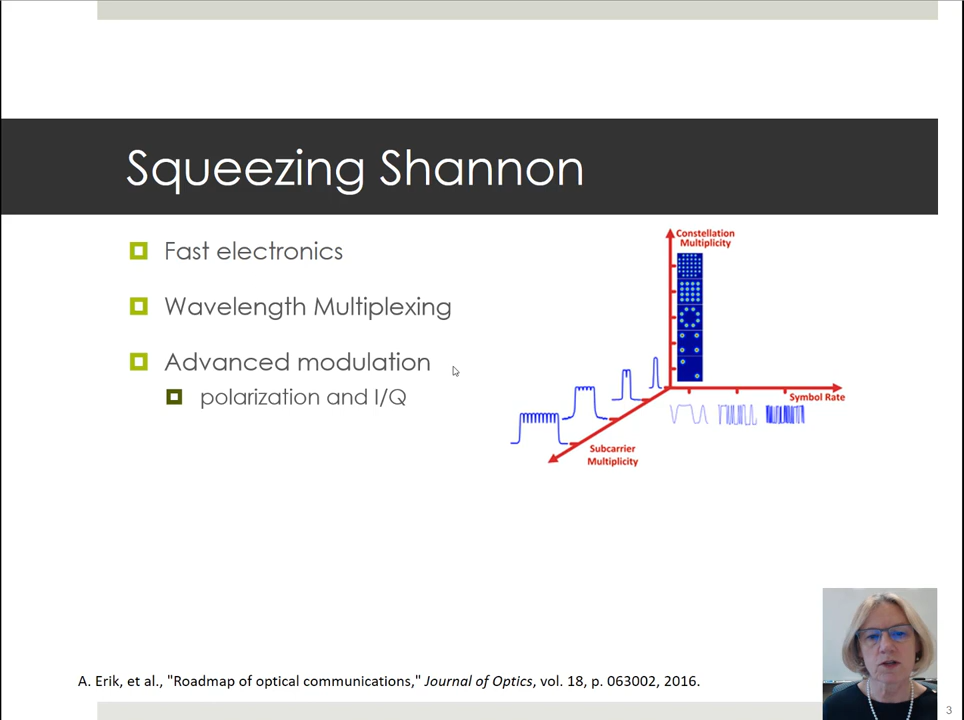 Squeezing Shannon
Fast electronics
Wavelength Multiplexing
Advanced modulation
polarization and I/Q
Constellation
Multiplicity
Symbol Rate
Subcarrier
Multiplicity
A. Erik, et al., "Roadmap of optical communications," Journal of Optics, vol. 18, p. 063002, 2016.
3